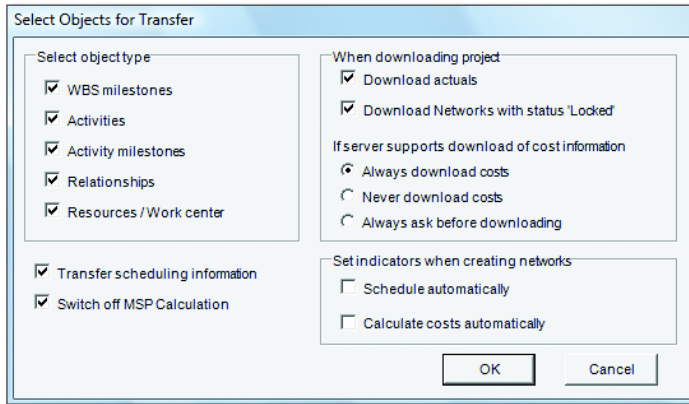 Select Objects for Transfer
Select object type
WBS milestones
Activities
Activity milestones
Relationships
Resources / Work center
Transfer scheduling information
Switch off MSP Calculation
When downloading project
Download actuals
Download Networks with status 'Locked'
If server supports download of cost information
Always download costs
Never download costs
Always ask before downloading
Set indicators when creating networks
Schedule automatically
Calculate costs automatically
OK
Cancel